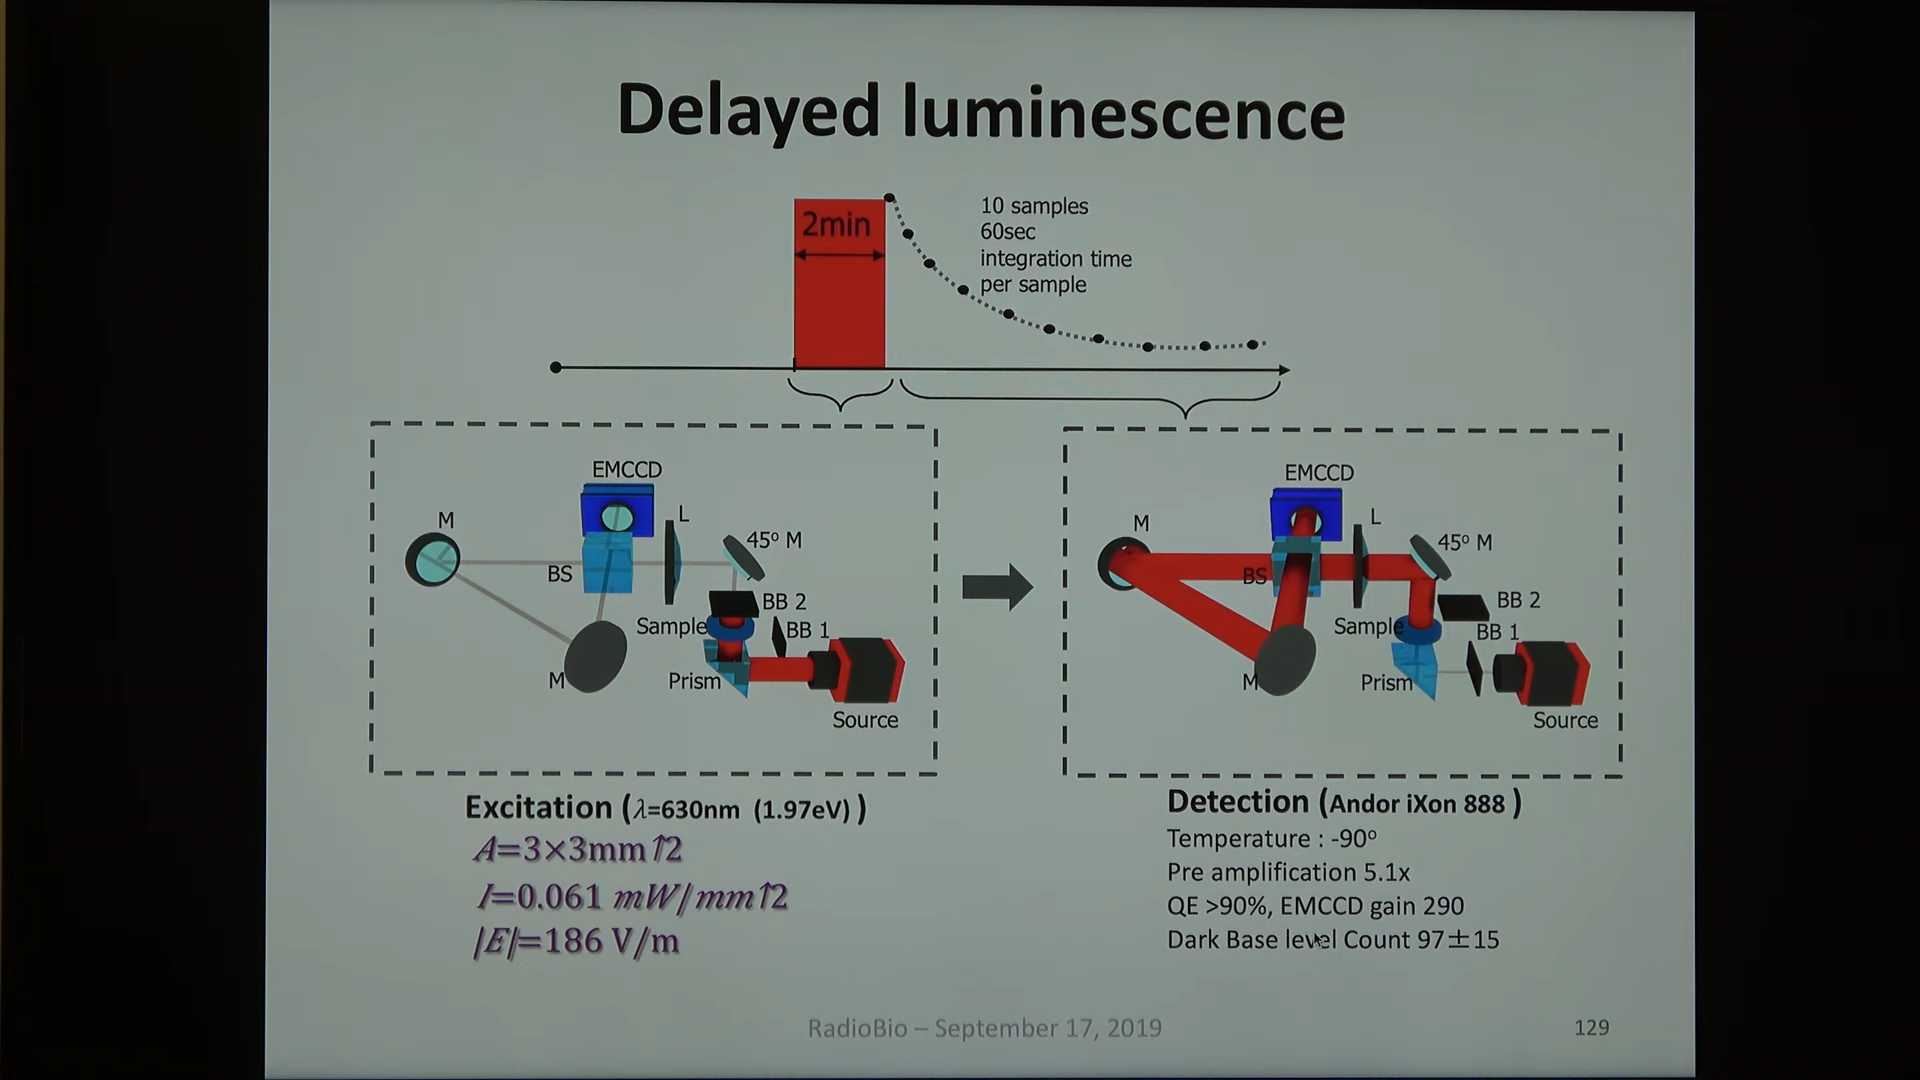 Delayed luminescence
2min
10 samples
60sec
integration time
per sample
EMCCD
M
L
45º M
BS
BB 2
Sample
BB 1
M
Prism
Source
EMCCD
M
L
45º M
BS
BB 2
Sample
BB 1
M
Prism
Source
Excitation (λ=630nm (1.97eV) )
A=3×3mm↑2
I=0.061 mW/mm↑2
|E|=186 V/m
Detection (Andor iXon 888 )
Temperature : -90º
Pre amplification 5.1x
QE >90%, EMCCD gain 290
Dark Base level Count 97±15
RadioBio – September 17, 2019
129